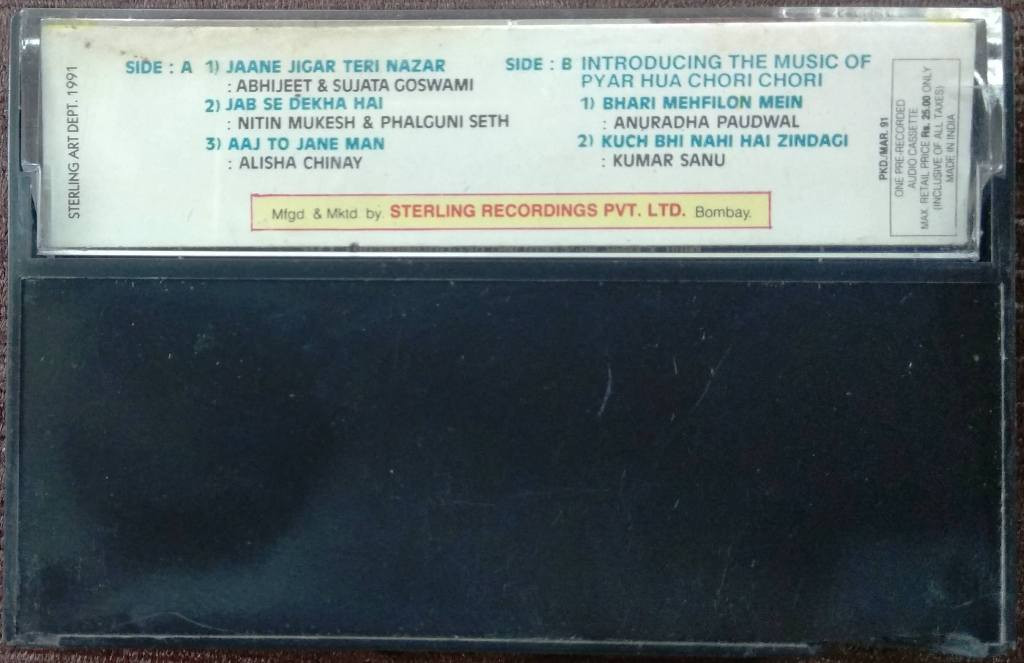 STERLING ART DEPT. 1991
SIDE : A 1) JAANE JIGAR TERI NAZAR
: ABHIJEET & SUJATA GOSWAMI
2) JAB SE DEKHA HAI
: NITIN MUKESH & PHALGUNI SETH
3) AAJ TO JANE MAN
: ALISHA CHINAY
SIDE : B INTRODUCING THE MUSIC OF
PYAR HUA CHORI CHORI
1) BHARI MEHFILON MEIN
: ANURADHA PAUDWAL
2) KUCH BHI NAHI HAI ZINDAGI
: KUMAR SANU
Mfgd & Mktd. by. STERLING RECORDINGS PVT. LTD. Bombay.
PKD. MAR. 91
ONE PRE-RECORDED
AUDIO CASSETTE
MAX. RETAIL PRICE Rs. 25.00 ONLY
(INCLUSIVE OF ALL TAXES)
MADE IN INDIA